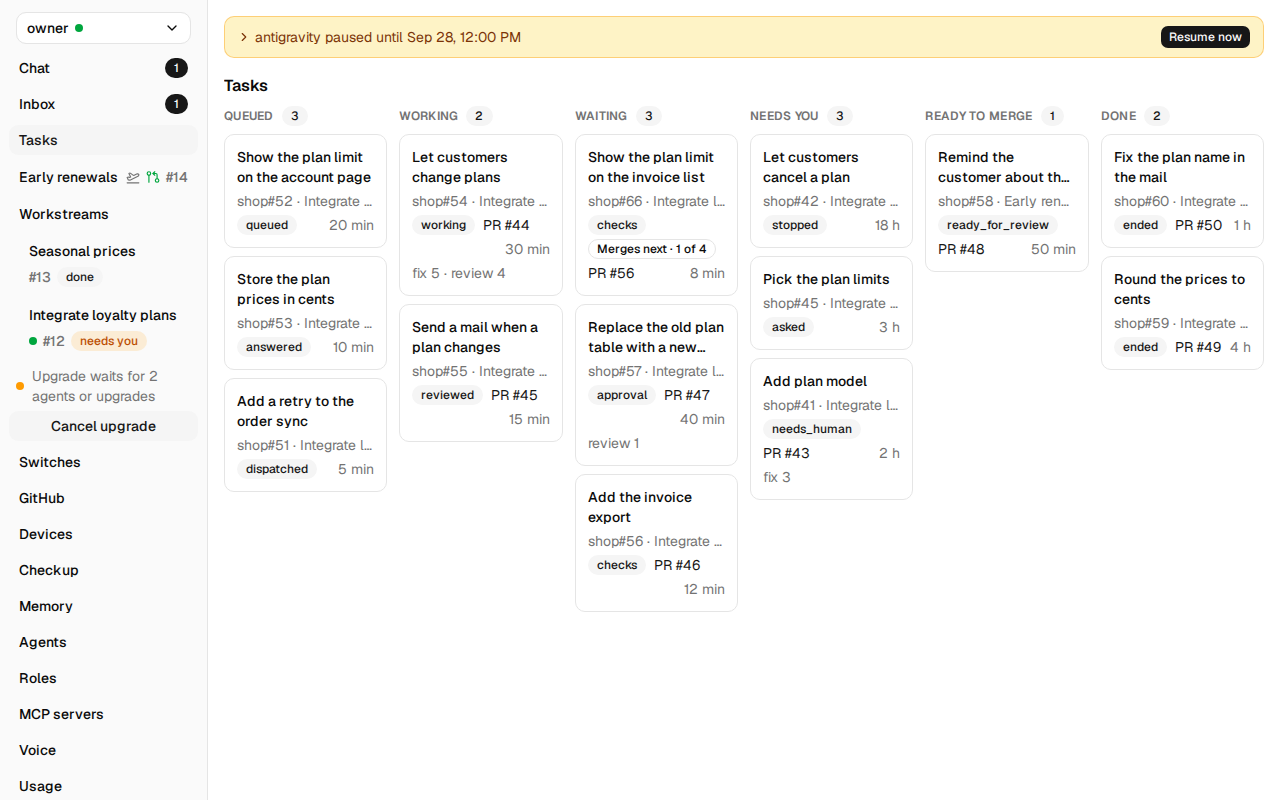 owner
Chat 1
Inbox 1
Tasks
Early renewals #14
Workstreams
Seasonal prices
#13 done
Integrate loyalty plans
#12 needs you
Upgrade waits for 2
agents or upgrades
Cancel upgrade
Switches
GitHub
Devices
Checkup
Memory
Agents
Roles
MCP servers
Voice
Usage
antigravity paused until Sep 28, 12:00 PM
Resume now
Tasks
QUEUED 3
Show the plan limit
on the account page
shop#52 · Integrate ...
queued 20 min
Store the plan
prices in cents
shop#53 · Integrate ...
answered 10 min
Add a retry to the
order sync
shop#51 · Integrate l...
dispatched 5 min
WORKING 2
Let customers
change plans
shop#54 · Integrate ...
working PR #44
30 min
fix 5 · review 4
Send a mail when a
plan changes
shop#55 · Integrate ...
reviewed PR #45
15 min
WAITING 3
Show the plan limit
on the invoice list
shop#66 · Integrate l...
checks
Merges next · 1 of 4
PR #56 8 min
Replace the old plan
table with a new...
shop#57 · Integrate l...
approval PR #47
40 min
review 1
Add the invoice
export
shop#56 · Integrate ...
checks PR #46
12 min
NEEDS YOU 3
Let customers
cancel a plan
shop#42 · Integrate ...
stopped 18 h
Pick the plan limits
shop#45 · Integrate ...
asked 3 h
Add plan model
shop#41 · Integrate l...
needs_human
PR #43 2 h
fix 3
READY TO MERGE 1
Remind the
customer about th...
shop#58 · Early ren...
ready_for_review
PR #48 50 min
DONE 2
Fix the plan name in
the mail
shop#60 · Integrate ...
ended PR #50 1 h
Round the prices to
cents
shop#59 · Integrate ...
ended PR #49 4 h